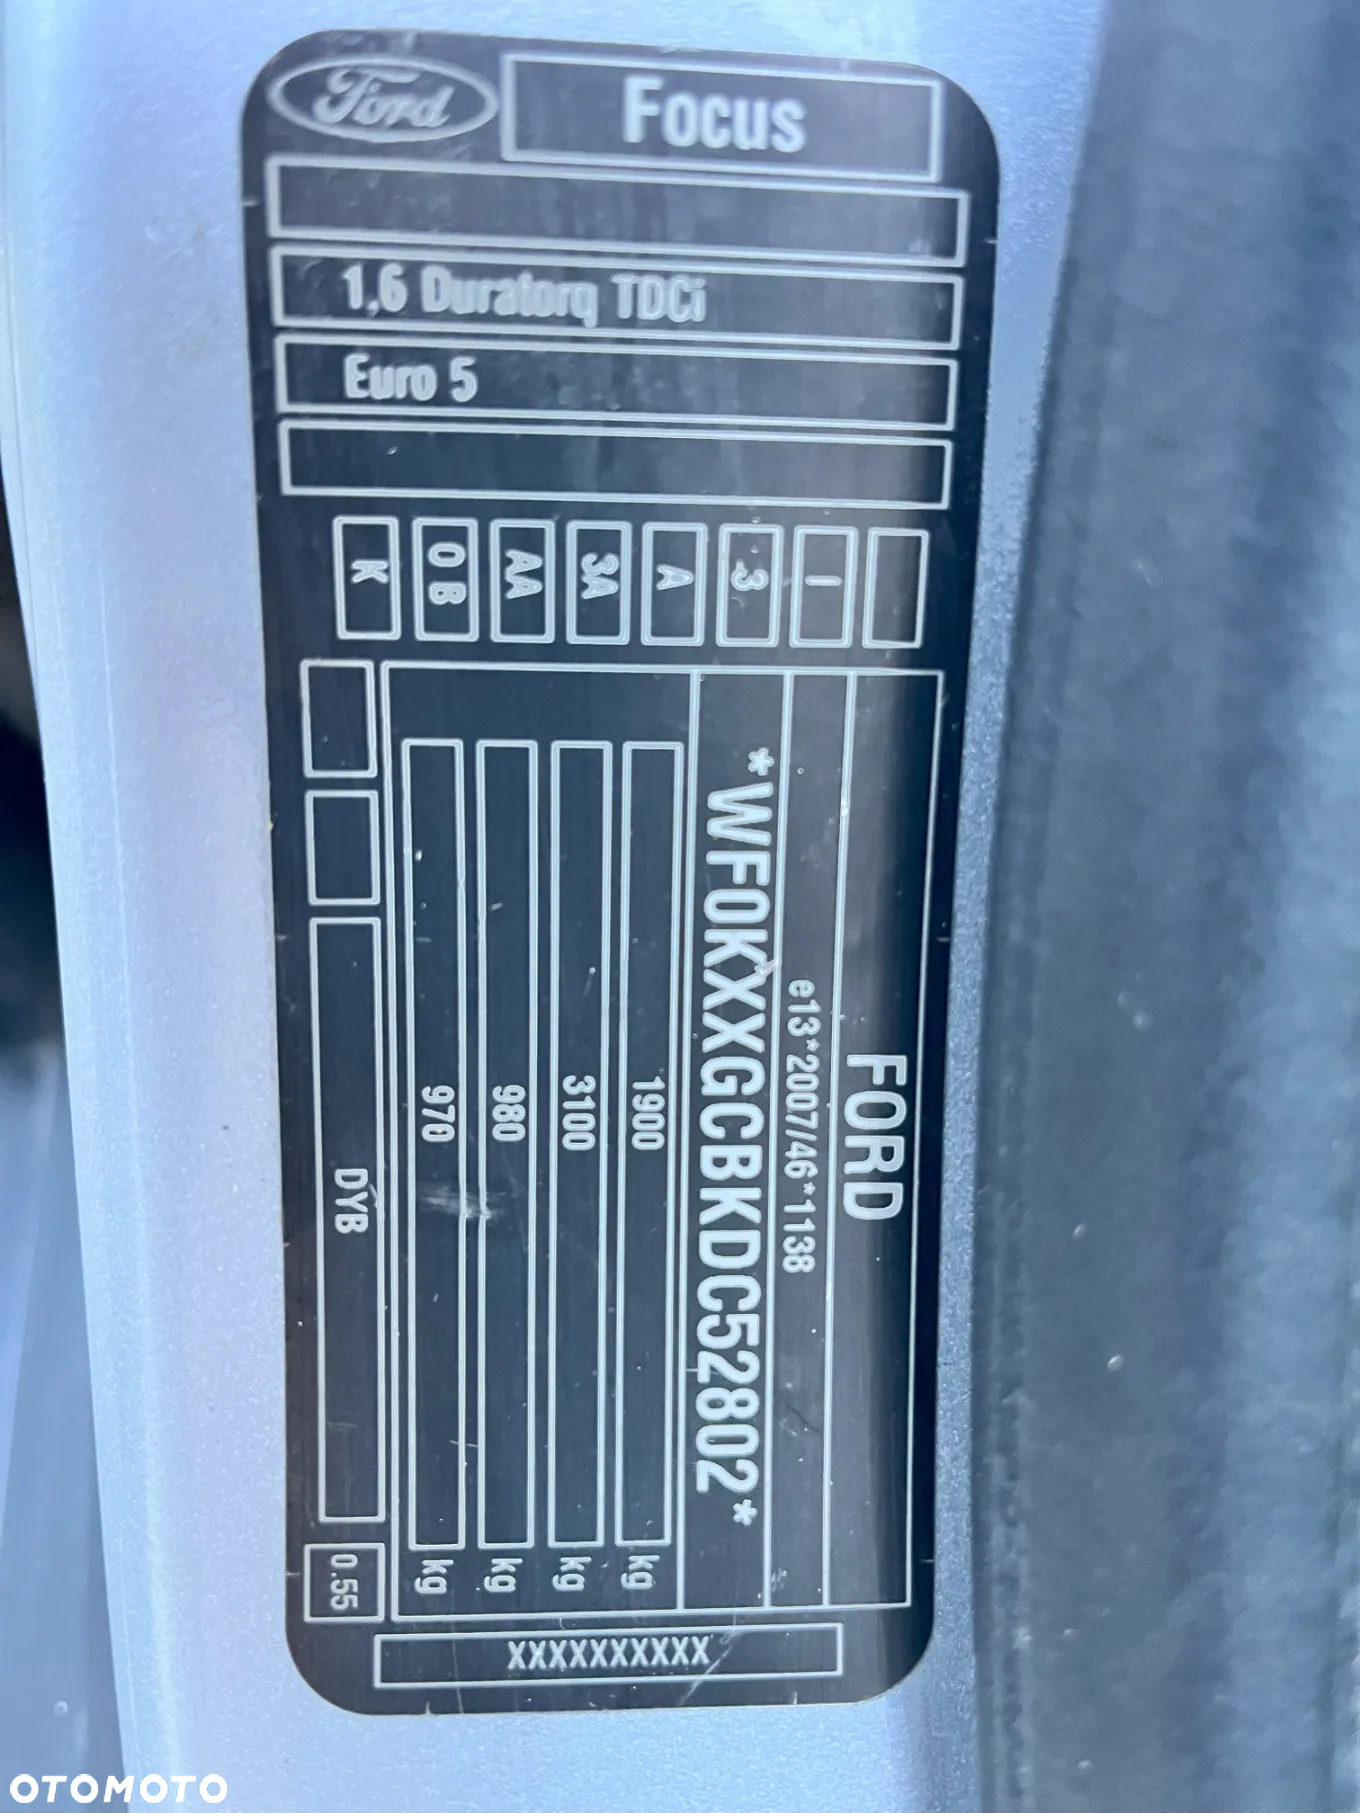 Ford
Focus
1,6 Duratorq TDCi
Euro 5
K
0 B
AA
3A
A
3
I
FORD
e13*2007/46*1138
*WF0KXXGCBKDC52802*
1900 kg
3100 kg
980 kg
970 kg
DYB
0.55
XXXXXXXXXX
OTOMOTO